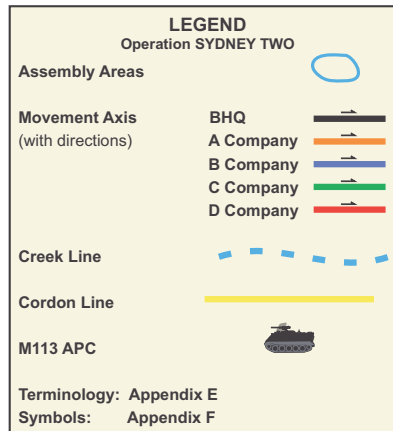 LEGEND
Operation SYDNEY TWO
Assembly Areas
Movement Axis BHQ
(with directions) A Company
B Company
C Company
D Company
Creek Line
Cordon Line
M113 APC
Terminology: Appendix E
Symbols: Appendix F